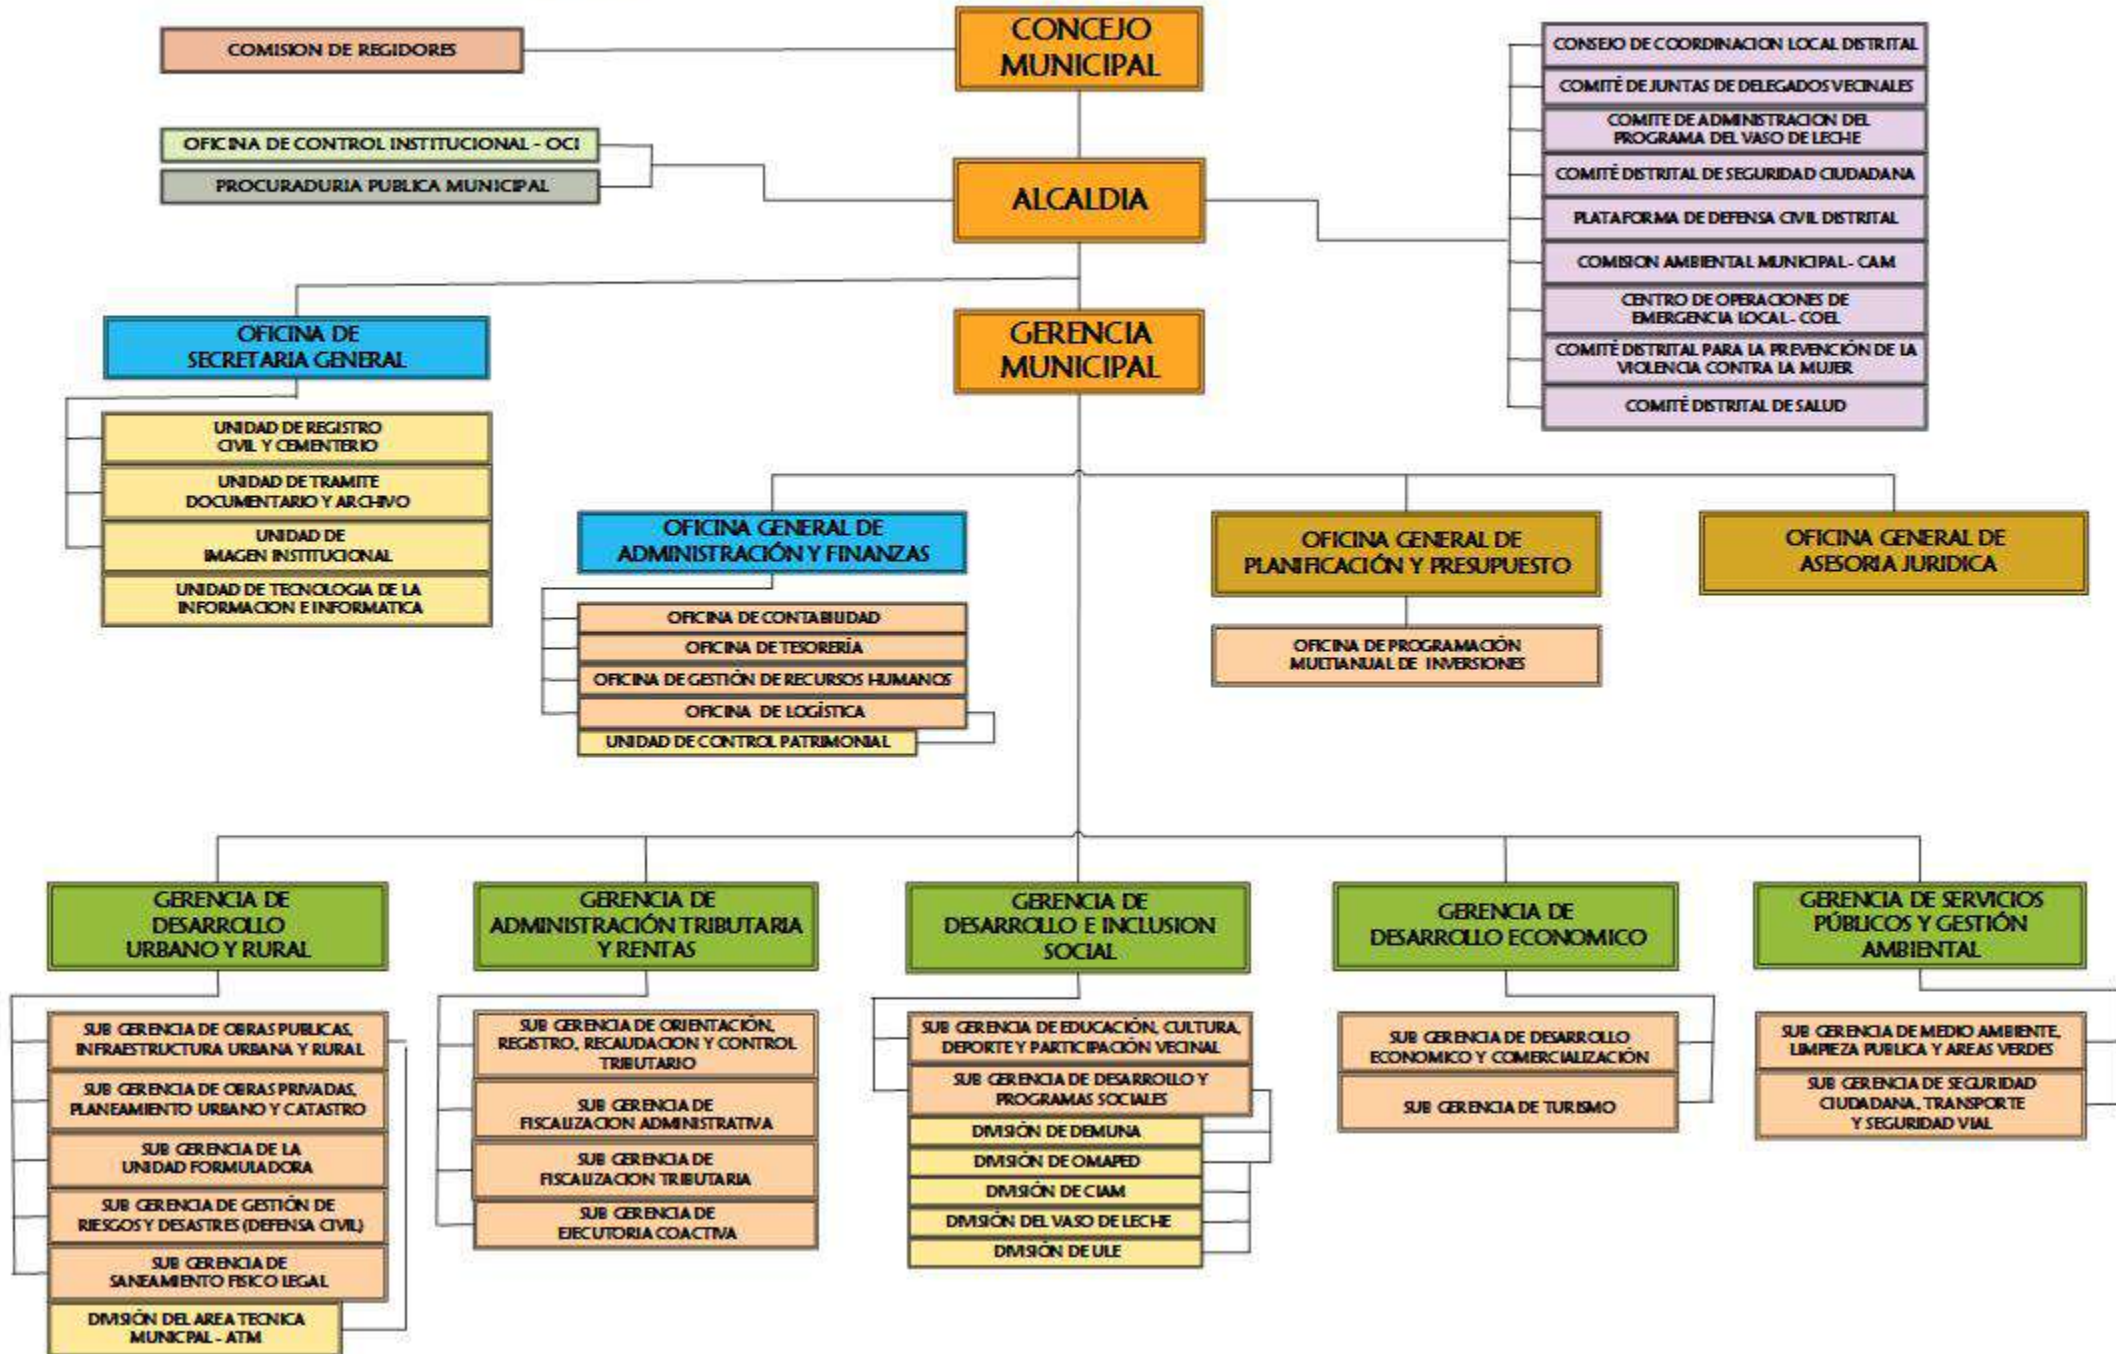 CONCEJO
MUNICIPAL
COMISION DE REGIDORES
OFICINA DE CONTROL INSTITUCIONAL - OCI
PROCURADURIA PUBLICA MUNICIPAL
ALCALDIA
CONSEJO DE COORDINACION LOCAL DISTRITAL
COMITÉ DE JUNTAS DE DELEGADOS VECINALES
COMITE DE ADMINISTRACION DEL
PROGRAMA DEL VASO DE LECHE
COMITÉ DISTRITAL DE SEGURIDAD CIUDADANA
PLATAFORMA DE DEFENSA CIVIL DISTRITAL
COMISION AMBIENTAL MUNICIPAL - CAM
CENTRO DE OPERACIONES DE
EMERGENCIA LOCAL - COEL
COMITÉ DISTRITAL PARA LA PREVENCIÓN DE LA
VIOLENCIA CONTRA LA MUJER
COMITÉ DISTRITAL DE SALUD
OFICINA DE
SECRETARIA GENERAL
UNIDAD DE REGISTRO
CIVIL Y CEMENTERIO
UNIDAD DE TRAMITE
DOCUMENTARIO Y ARCHIVO
UNIDAD DE
IMAGEN INSTITUCIONAL
UNIDAD DE TECNOLOGIA DE LA
INFORMACION E INFORMATICA
GERENCIA
MUNICIPAL
OFICINA GENERAL DE
ADMINISTRACIÓN Y FINANZAS
OFICINA DE CONTABILIDAD
OFICINA DE TESORERÍA
OFICINA DE GESTIÓN DE RECURSOS HUMANOS
OFICINA DE LOGÍSTICA
UNIDAD DE CONTROL PATRIMONIAL
OFICINA GENERAL DE
PLANIFICACIÓN Y PRESUPUESTO
OFICINA DE PROGRAMACIÓN
MULTIANUAL DE INVERSIONES
OFICINA GENERAL DE
ASESORIA JURIDICA
GERENCIA DE
DESARROLLO
URBANO Y RURAL
SUB GERENCIA DE OBRAS PUBLICAS,
INFRAESTRUCTURA URBANA Y RURAL
SUB GERENCIA DE OBRAS PRIVADAS,
PLANEAMIENTO URBANO Y CATASTRO
SUB GERENCIA DE LA
UNIDAD FORMULADORA
SUB GERENCIA DE GESTIÓN DE
RIESGOS Y DESASTRES (DEFENSA CIVIL)
SUB GERENCIA DE
SANEAMIENTO FISICO LEGAL
DIVISIÓN DEL AREA TECNICA
MUNICPAL - ATM
GERENCIA DE
ADMINISTRACIÓN TRIBUTARIA
Y RENTAS
SUB GERENCIA DE ORIENTACIÓN,
REGISTRO, RECAUDACION Y CONTROL
TRIBUTARIO
SUB GERENCIA DE
FISCALIZACION ADMINISTRATIVA
SUB GERENCIA DE
FISCALIZACION TRIBUTARIA
SUB GERENCIA DE
EJECUTORIA COACTIVA
GERENCIA DE
DESARROLLO E INCLUSION
SOCIAL
SUB GERENCIA DE EDUCACIÓN, CULTURA,
DEPORTE Y PARTICIPACIÓN VECINAL
SUB GERENCIA DE DESARROLLO Y
PROGRAMAS SOCIALES
DIVISIÓN DE DEMUNA
DIVISIÓN DE OMAPED
DIVISIÓN DE CIAM
DIVISIÓN DEL VASO DE LECHE
DIVISIÓN DE ULE
GERENCIA DE
DESARROLLO ECONOMICO
SUB GERENCIA DE DESARROLLO
ECONOMICO Y COMERCIALIZACIÓN
SUB GERENCIA DE TURISMO
GERENCIA DE SERVICIOS
PÚBLICOS Y GESTIÓN
AMBIENTAL
SUB GERENCIA DE MEDIO AMBIENTE,
LIMPIEZA PUBLICA Y AREAS VERDES
SUB GERENCIA DE SEGURIDAD
CIUDADANA, TRANSPORTE
Y SEGURIDAD VIAL